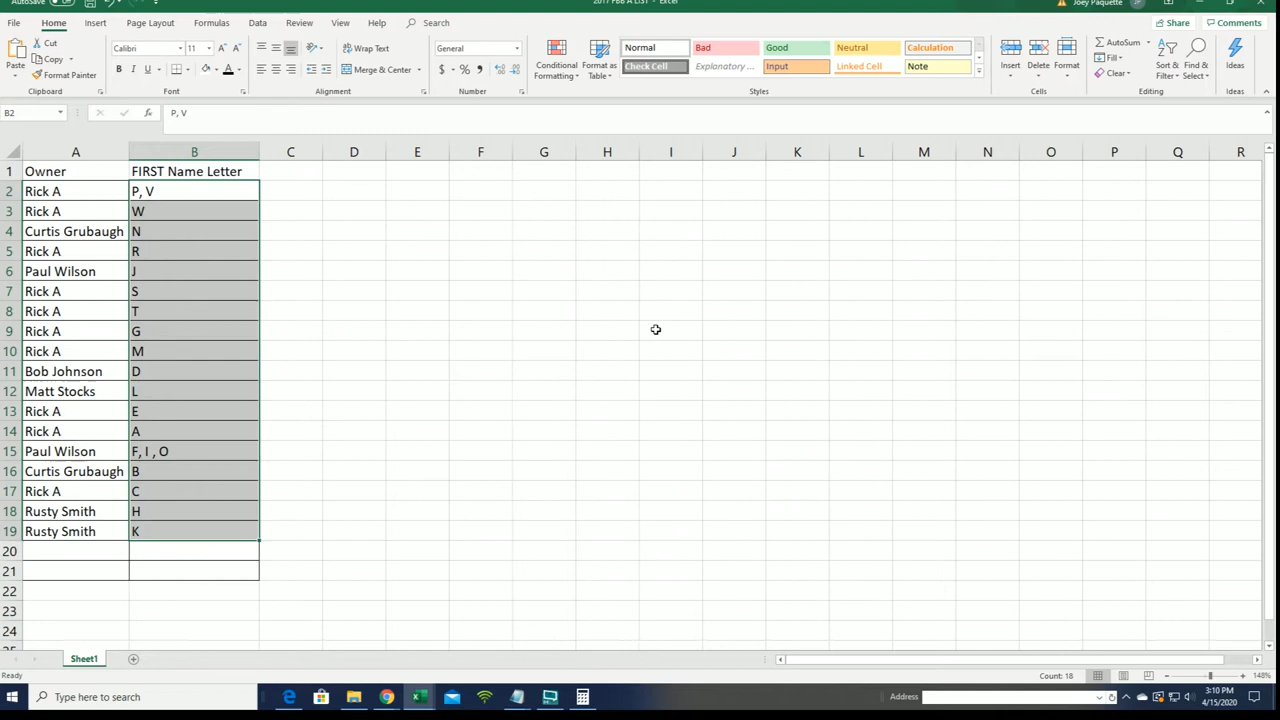 AutoSave Off 2017 FBB A LIST - Excel Joey Paquette JP
File Home Insert Page Layout Formulas Data Review View Help Search Share Comments
Cut
Copy
Format Painter
Paste
Clipboard
Calibri 11
B I U
Font
Wrap Text
Merge & Center
Alignment
General
$ % ,
Number
Conditional Formatting
Format as Table
Normal Bad Good Neutral Calculation
Check Cell Explanatory ... Input Linked Cell Note
Styles
Insert Delete Format
Cells
AutoSum
Fill
Clear
Sort & Filter
Find & Select
Editing
Ideas
Ideas
B2 fx P, V
A B C D E F G H I J K L M N O P Q R
1 Owner FIRST Name Letter
2 Rick A P, V
3 Rick A W
4 Curtis Grubaugh N
5 Rick A R
6 Paul Wilson J
7 Rick A S
8 Rick A T
9 Rick A G
10 Rick A M
11 Bob Johnson D
12 Matt Stocks L
13 Rick A E
14 Rick A A
15 Paul Wilson F, I , O
16 Curtis Grubaugh B
17 Rick A C
18 Rusty Smith H
19 Rusty Smith K
20
21
22
23
24
25
Sheet1
Ready Count: 18 148%
Type here to search Address 3:10 PM
4/15/2020